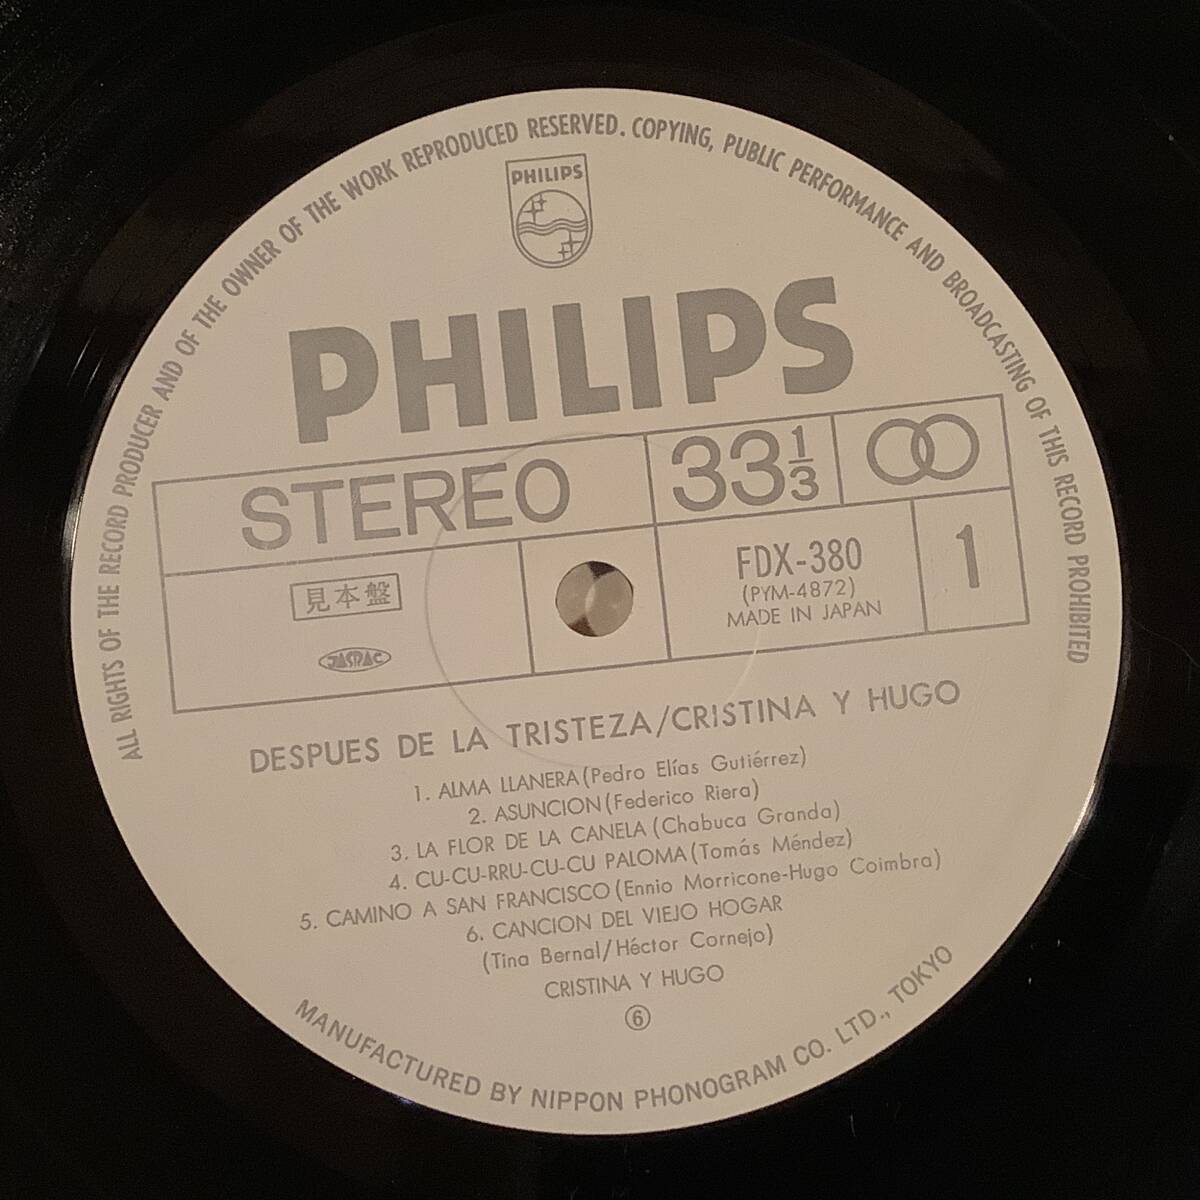 ALL RIGHTS OF THE RECORD PRODUCER AND OF THE OWNER OF THE WORK REPRODUCED RESERVED. COPYING, PUBLIC PERFORMANCE AND BROADCASTING OF THIS RECORD PROHIBITED
PHILIPS
PHILIPS
STEREO 33 1/3
見本盤
JASRAC
FDX-380
(PYM-4872)
MADE IN JAPAN
1
DESPUES DE LA TRISTEZA/CRISTINA Y HUGO
1. ALMA LLANERA (Pedro Elías Gutiérrez)
2. ASUNCION (Federico Riera)
3. LA FLOR DE LA CANELA (Chabuca Granda)
4. CU-CU-RRU-CU-CU PALOMA (Tomás Méndez)
5. CAMINO A SAN FRANCISCO (Ennio Morricone-Hugo Coimbra)
6. CANCION DEL VIEJO HOGAR
(Tina Bernal/Héctor Cornejo)
CRISTINA Y HUGO
⑥
MANUFACTURED BY NIPPON PHONOGRAM CO. LTD., TOKYO